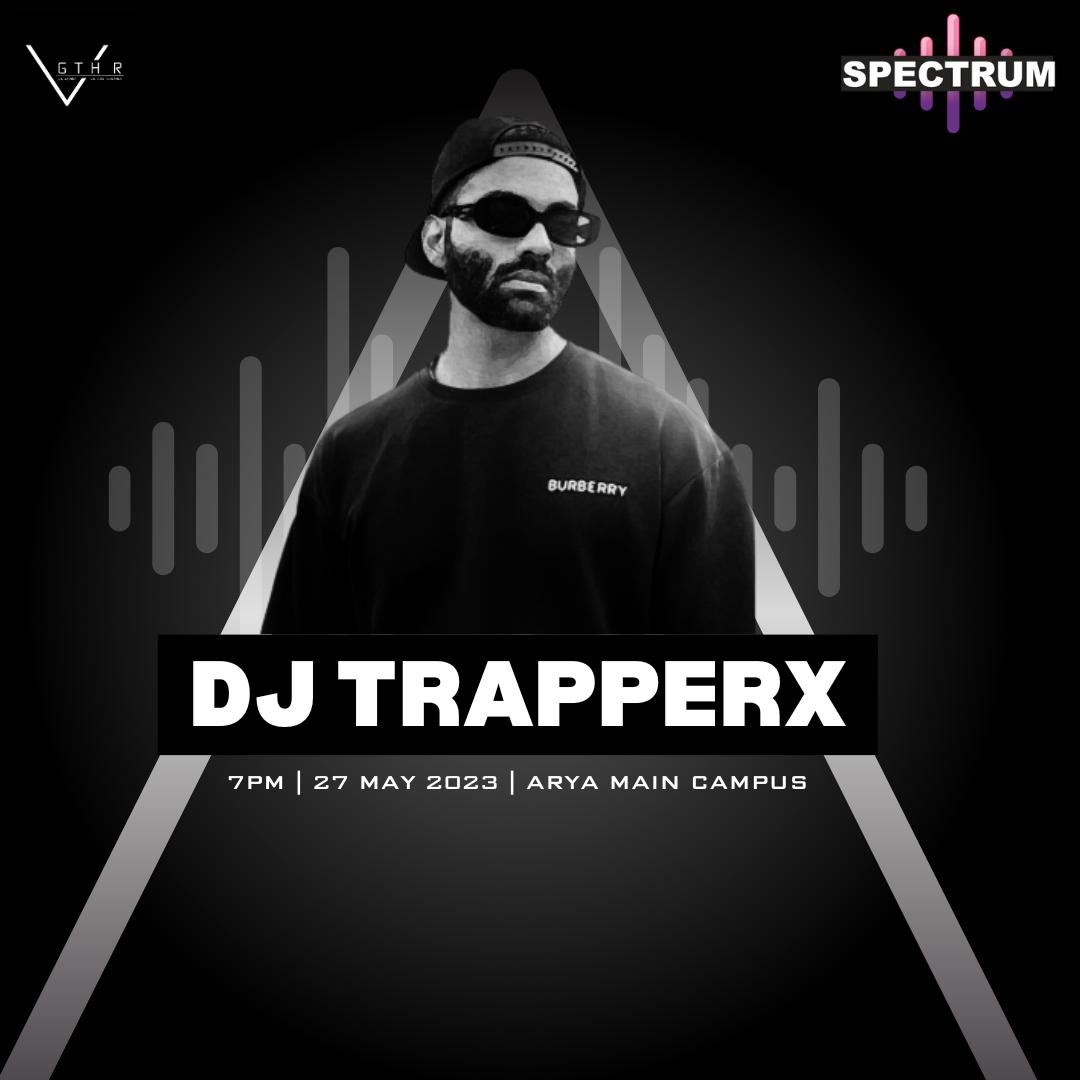 GTHR
SPECTRUM
BURBERRY
DJ TRAPPERX
7PM | 27 MAY 2023 | ARYA MAIN CAMPUS